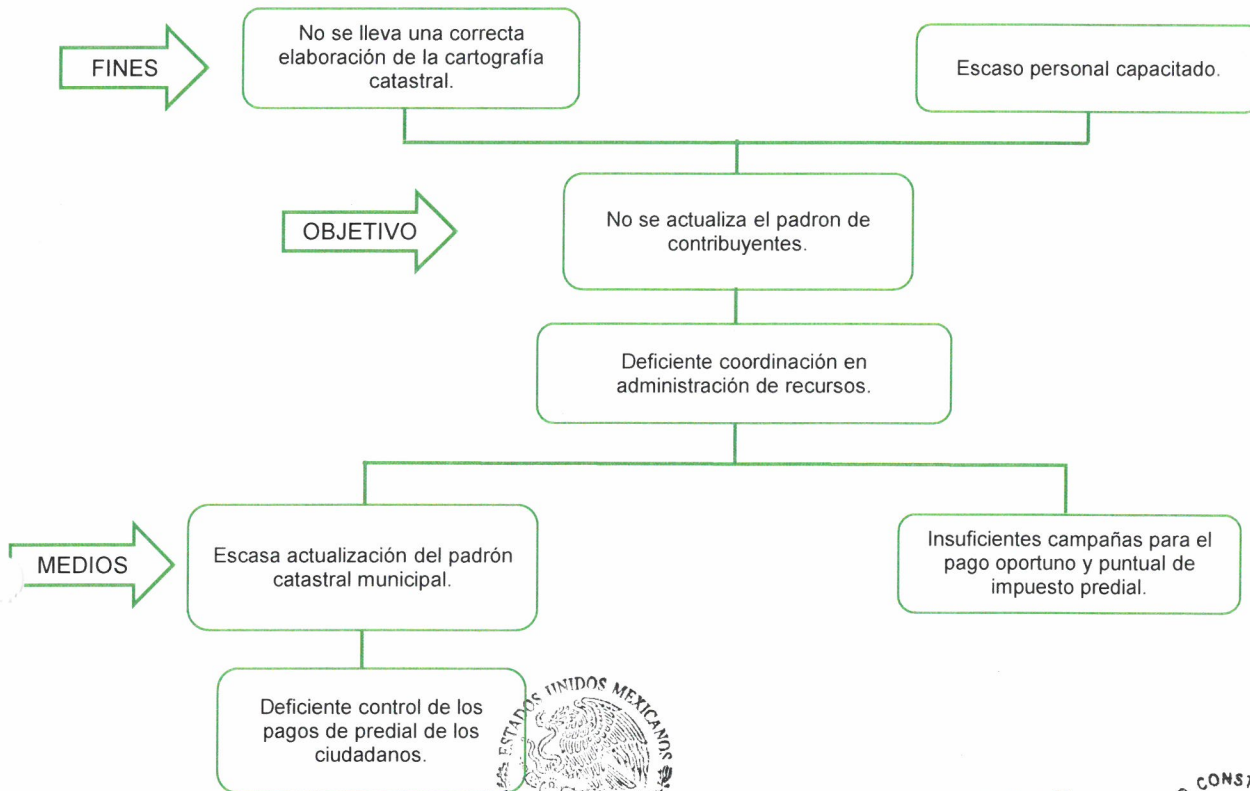 No se lleva una correcta
elaboración de la cartografía
catastral.
FINES
Escaso personal capacitado.
No se actualiza el padron de
contribuyentes.
OBJETIVO
Deficiente coordinación en
administración de recursos.
Escasa actualización del padrón
catastral municipal.
MEDIOS
Insuficientes campañas para el
pago oportuno y puntual de
impuesto predial.
Deficiente control de los
pagos de predial de los
ciudadanos.
ESTADOS UNIDOS MEXICANOS